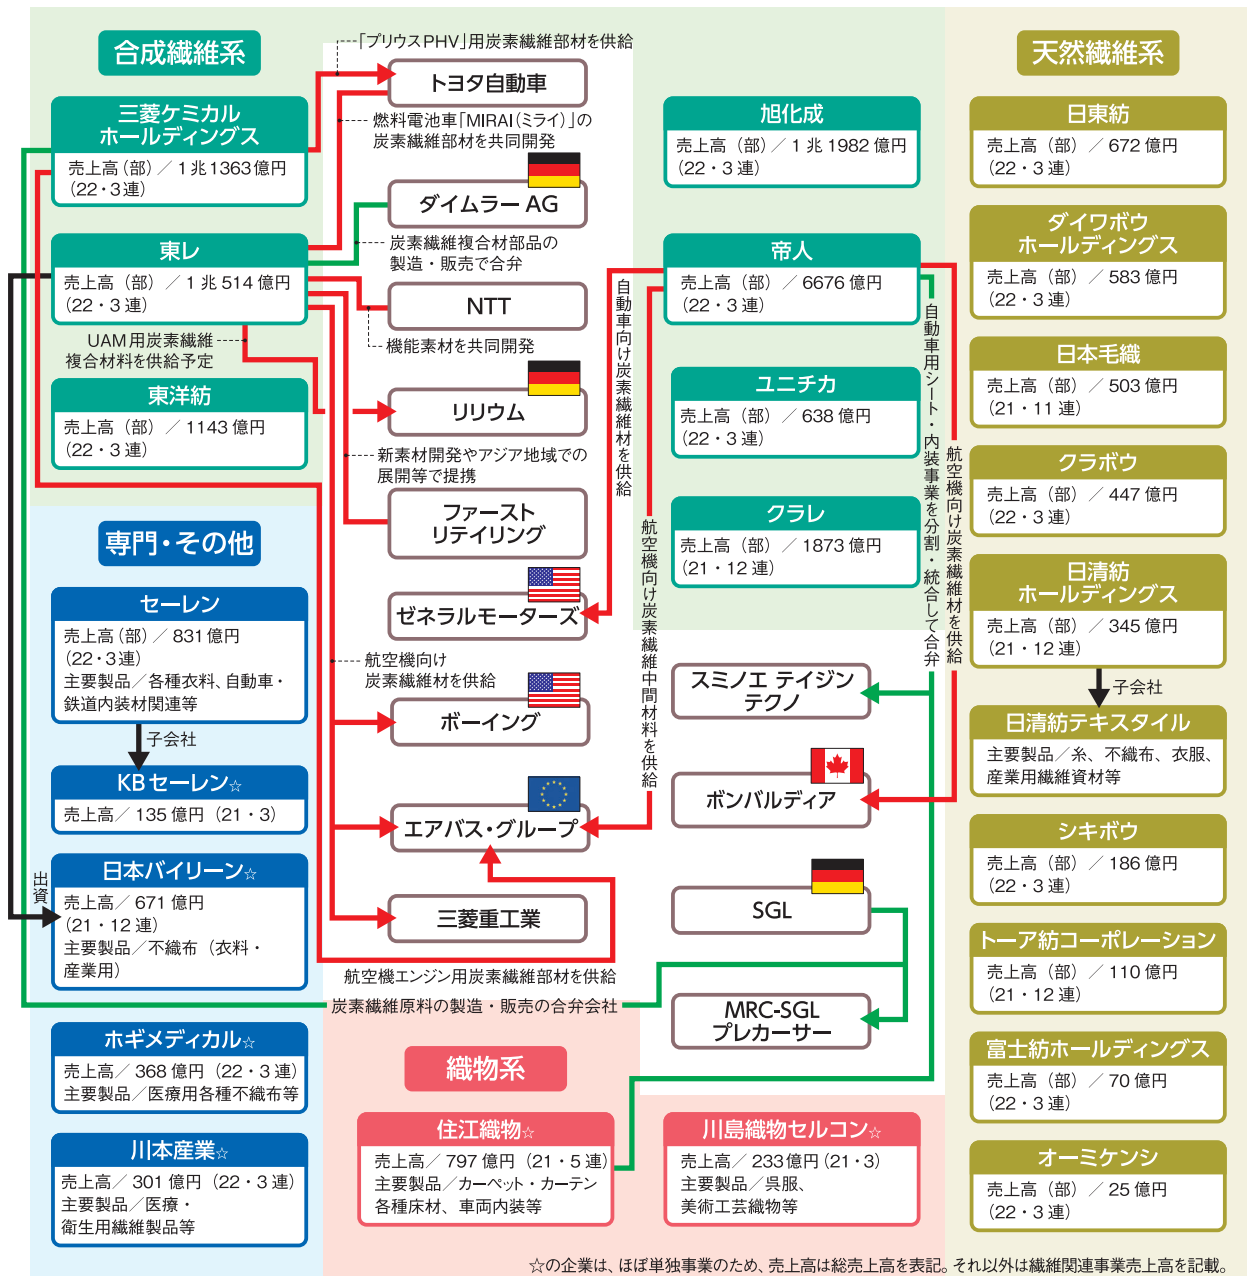 合成繊維系
三菱ケミカル
ホールディングス
売上高(部)／1兆1363億円
(22・3連)
東レ
売上高(部)／1兆514億円
(22・3連)
UAM用炭素繊維
複合材料を供給予定
東洋紡
売上高(部)／1143億円
(22・3連)
専門・その他
セーレン
売上高(部)／831億円
(22・3連)
主要製品／各種衣料、自動車・
鉄道内装材関連等
子会社
KBセーレン☆
売上高／135億円(21・3)
出資
日本バイリーン☆
売上高／671億円
(21・12連)
主要製品／不織布(衣料・
産業用)
ホギメディカル☆
売上高／368億円(22・3連)
主要製品／医療用各種不織布等
川本産業☆
売上高／301億円(22・3連)
主要製品／医療・
衛生用繊維製品等
「プリウスPHV」用炭素繊維部材を供給
トヨタ自動車
燃料電池車「MIRAI(ミライ)」の
炭素繊維部材を共同開発
ダイムラーAG
炭素繊維複合材部品の
製造・販売で合弁
NTT
機能素材を共同開発
リリウム
新素材開発やアジア地域での
展開等で提携
ファースト
リテイリング
ゼネラルモーターズ
航空機向け
炭素繊維材を供給
ボーイング
エアバス・グループ
三菱重工業
航空機エンジン用炭素繊維部材を供給
炭素繊維原料の製造・販売の合弁会社
織物系
住江織物☆
売上高／797億円(21・5連)
主要製品／カーペット・カーテン
各種床材、車両内装等
川島織物セルコン☆
売上高／233億円(21・3)
主要製品／呉服、
美術工芸織物等
旭化成
売上高(部)／1兆1982億円
(22・3連)
帝人
売上高(部)／6676億円
(22・3連)
自動車向け炭素繊維材を供給
航空機向け炭素繊維中間材料を供給
自動車用シート・内装事業を分割・統合して合弁
航空機向け炭素繊維材を供給
ユニチカ
売上高(部)／638億円
(22・3連)
クラレ
売上高(部)／1873億円
(21・12連)
スミノエ テイジン
テクノ
ボンバルディア
SGL
MRC-SGL
プレカーサー
天然繊維系
日東紡
売上高(部)／672億円
(22・3連)
ダイワボウ
ホールディングス
売上高(部)／583億円
(22・3連)
日本毛織
売上高(部)／503億円
(21・11連)
クラボウ
売上高(部)／447億円
(22・3連)
日清紡
ホールディングス
売上高(部)／345億円
(21・12連)
子会社
日清紡テキスタイル
主要製品／糸、不織布、衣服、
産業用繊維資材等
シキボウ
売上高(部)／186億円
(22・3連)
トーア紡コーポレーション
売上高(部)／110億円
(21・12連)
富士紡ホールディングス
売上高(部)／70億円
(22・3連)
オーミケンシ
売上高(部)／25億円
(22・3連)
☆の企業は、ほぼ単独事業のため、売上高は総売上高を表記。それ以外は繊維関連事業売上高を記載。